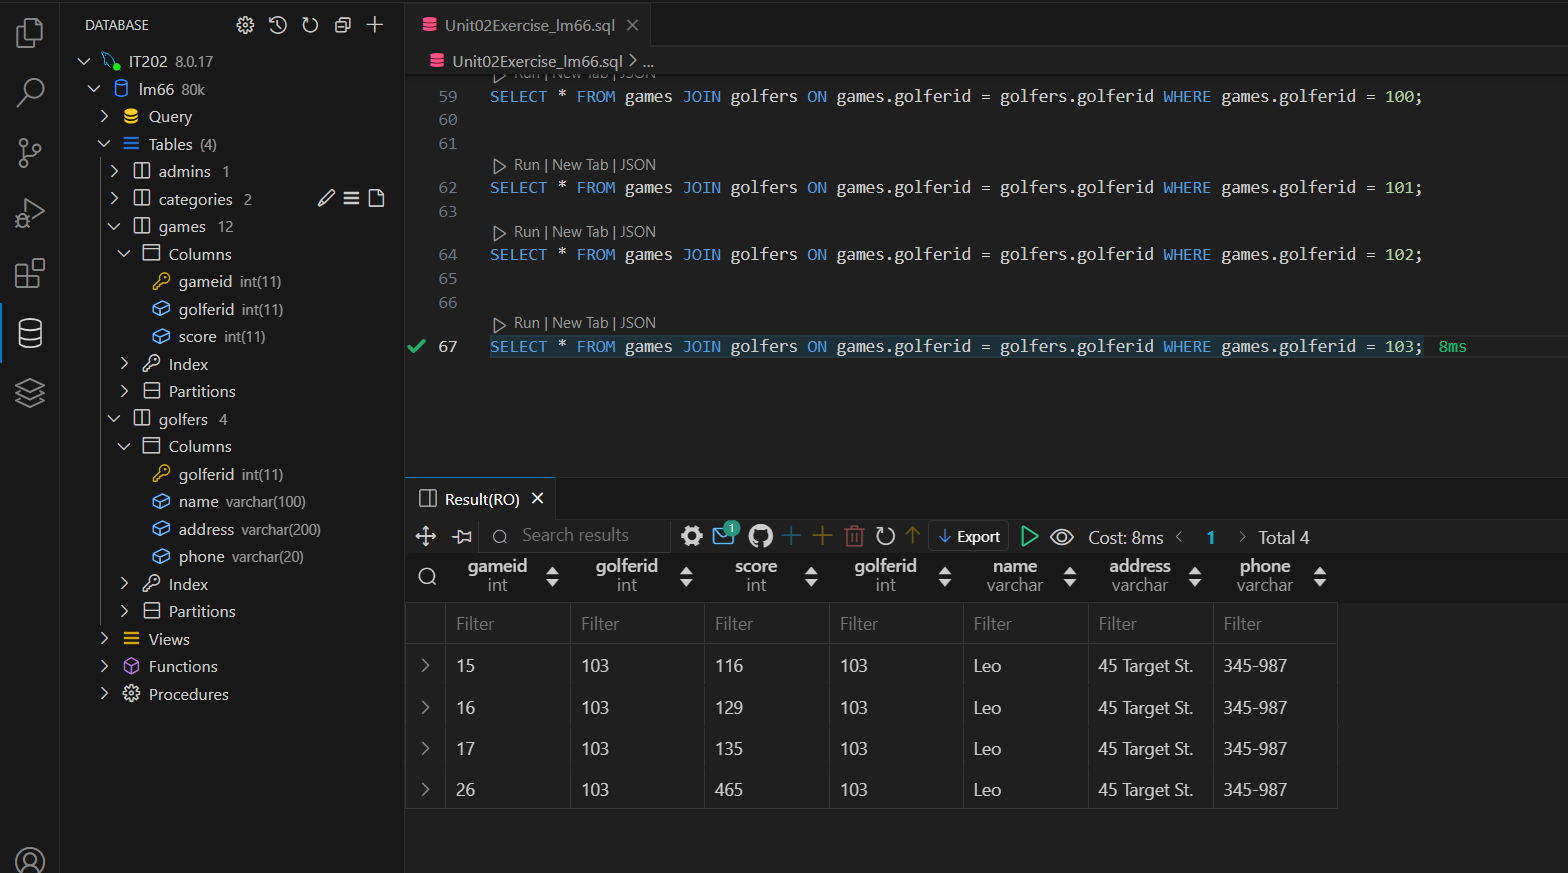 DATABASE
IT202 8.0.17
lm66 80k
Query
Tables (4)
admins 1
categories 2
games 12
Columns
gameid int(11)
golferid int(11)
score int(11)
Index
Partitions
golfers 4
Columns
golferid int(11)
name varchar(100)
address varchar(200)
phone varchar(20)
Index
Partitions
Views
Functions
Procedures
Unit02Exercise_lm66.sql
Unit02Exercise_lm66.sql > ...
Run | New Tab | JSON
59 SELECT * FROM games JOIN golfers ON games.golferid = golfers.golferid WHERE games.golferid = 100;
60
61
Run | New Tab | JSON
62 SELECT * FROM games JOIN golfers ON games.golferid = golfers.golferid WHERE games.golferid = 101;
63
Run | New Tab | JSON
64 SELECT * FROM games JOIN golfers ON games.golferid = golfers.golferid WHERE games.golferid = 102;
65
66
Run | New Tab | JSON
67 SELECT * FROM games JOIN golfers ON games.golferid = golfers.golferid WHERE games.golferid = 103; 8ms
Result(RO)
Search results 1 Export Cost: 8ms < 1 > Total 4
gameid golferid score golferid name address phone
int int int int varchar varchar varchar
Filter Filter Filter Filter Filter Filter Filter
15 103 116 103 Leo 45 Target St. 345-987
16 103 129 103 Leo 45 Target St. 345-987
17 103 135 103 Leo 45 Target St. 345-987
26 103 465 103 Leo 45 Target St. 345-987